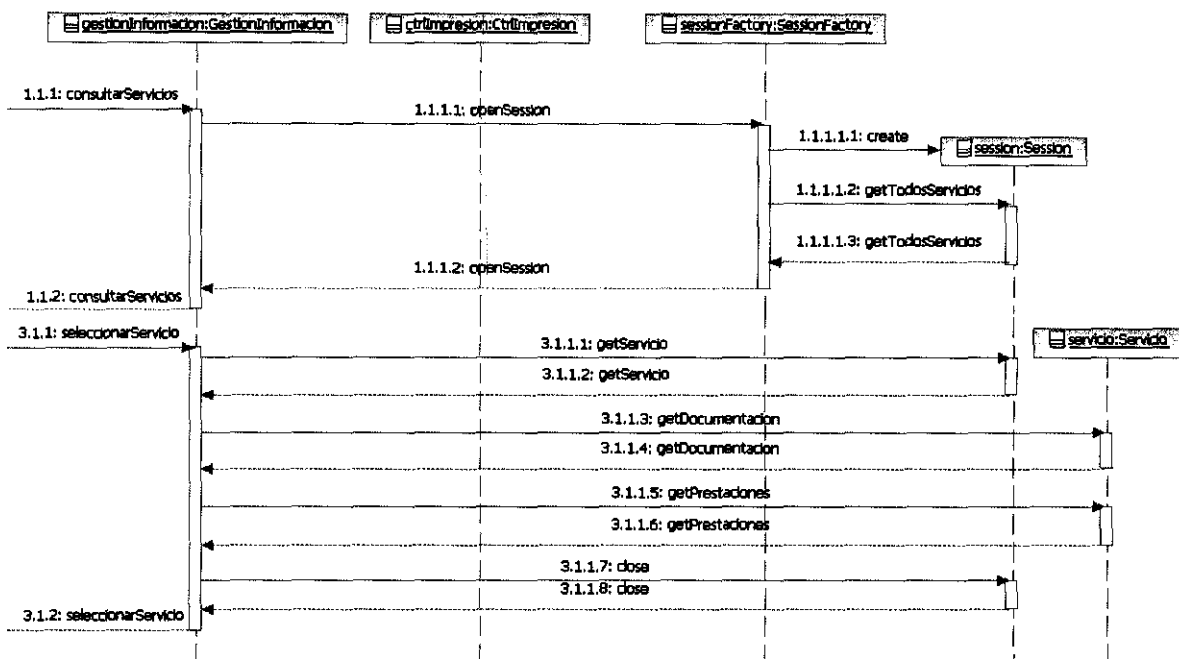 gestionInformacion:GestionInformacion
ctrlImpresion:CtrlImpresion
sessionFactory:SessionFactory
1.1.1: consultarServicios
1.1.1.1: openSession
1.1.1.1.1: create
session:Session
1.1.1.1.2: getTodosServicios
1.1.1.1.3: getTodosServicios
1.1.1.2: openSession
1.1.2: consultarServicios
3.1.1: seleccionarServicio
servicio:Servicio
3.1.1.1: getServicio
3.1.1.2: getServicio
3.1.1.3: getDocumentacion
3.1.1.4: getDocumentacion
3.1.1.5: getPrestaciones
3.1.1.6: getPrestaciones
3.1.1.7: close
3.1.1.8: close
3.1.2: seleccionarServicio